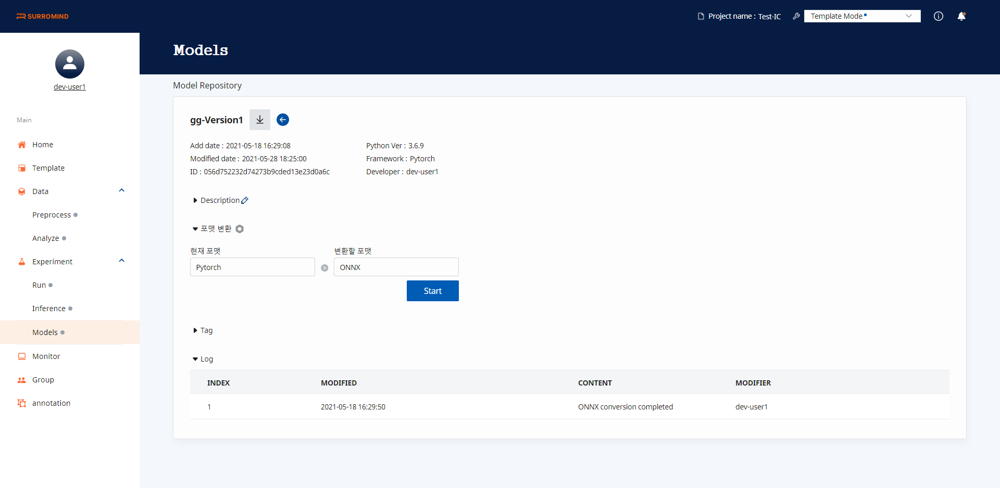 SURROMIND
Project name : Test-IC
Template Mode
dev-user1
Main
Home
Template
Data
Preprocess
Analyze
Experiment
Run
Inference
Models
Monitor
Group
annotation
Models
Model Repository
gg-Version1
Add date : 2021-05-18 16:29:08
Python Ver : 3.6.9
Modified date : 2021-05-28 18:25:00
Framework : Pytorch
ID : 056d752232d74273b9cded13e23d0a6c
Developer : dev-user1
Description
포맷 변환
현재 포맷
변환할 포맷
Pytorch
ONNX
Start
Tag
Log
INDEX MODIFIED CONTENT MODIFIER
1 2021-05-18 16:29:50 ONNX conversion completed dev-user1